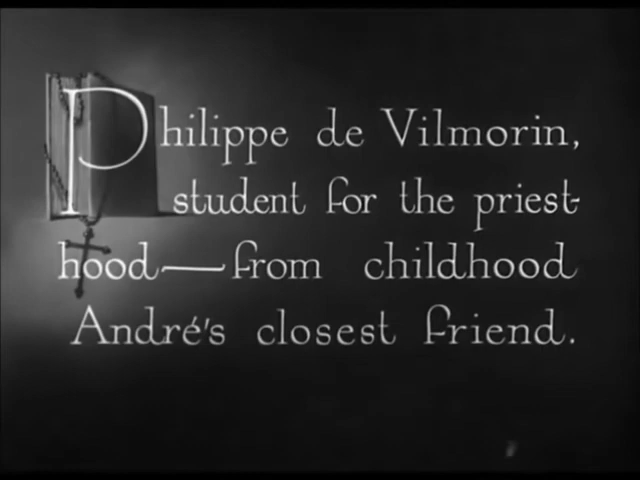 Philippe de Vilmorin,
student for the priest-
hood—from childhood
André's closest friend.